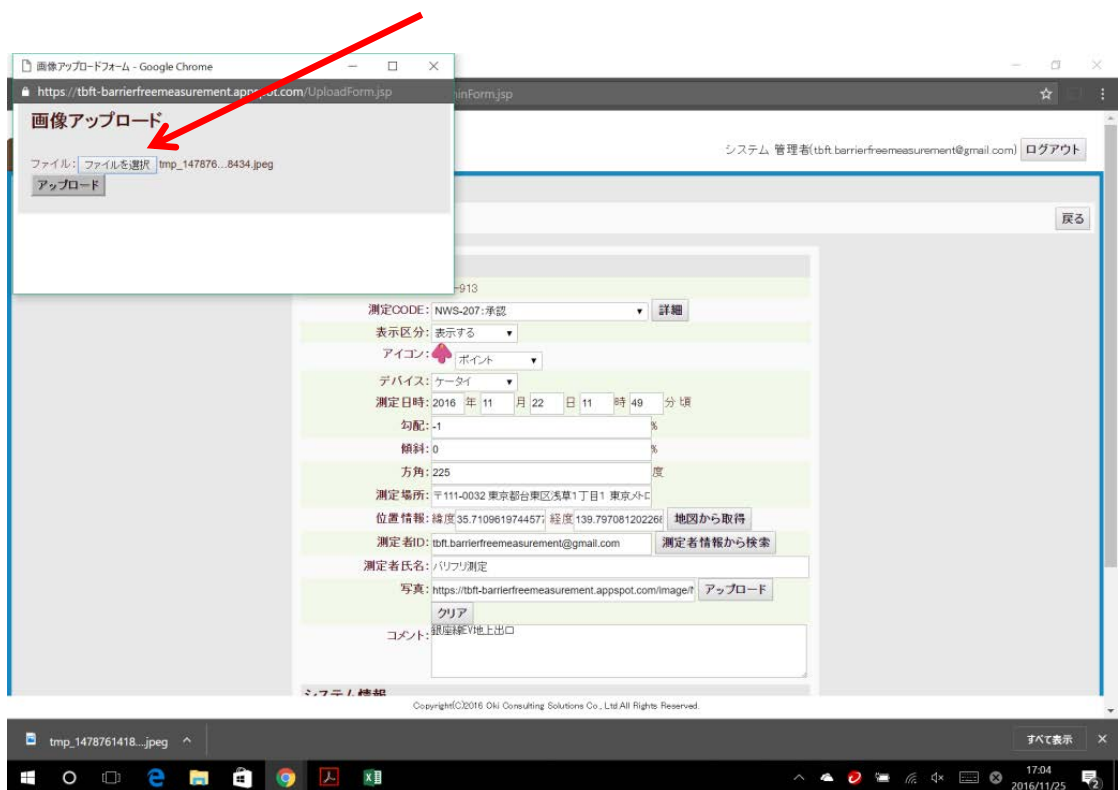 画像アップロードフォーム - Google Chrome
https://tbft-barrierfreemeasurement.appspot.com/UploadForm.jsp
inForm.jsp
画像アップロード
ファイル: ファイルを選択 tmp_147876...8434.jpeg
アップロード
システム 管理者(tbft.barrierfreemeasurement@gmail.com) ログアウト
戻る
-913
測定CODE: NWS-207:承認 詳細
表示区分: 表示する
アイコン: ポイント
デバイス: ケータイ
測定日時: 2016 年 11 月 22 日 11 時 49 分 頃
勾配: -1 %
傾斜: 0 %
方角: 225 度
測定場所: 〒111-0032 東京都台東区浅草1丁目1 東京メトロ
位置情報: 緯度 35.710961974457 経度 139.79708120226 地図から取得
測定者ID: tbft.barrierfreemeasurement@gmail.com 測定者情報から検索
測定者氏名: バリフリ測定
写真: https://tbft-barrierfreemeasurement.appspot.com/image/ アップロード
クリア
コメント: 銀座線EV地上出口
システム情報
Copyright(C)2016 Oki Consulting Solutions Co., Ltd.All Rights Reserved.
tmp_1478761418...jpeg
すべて表示
17:04
2016/11/25